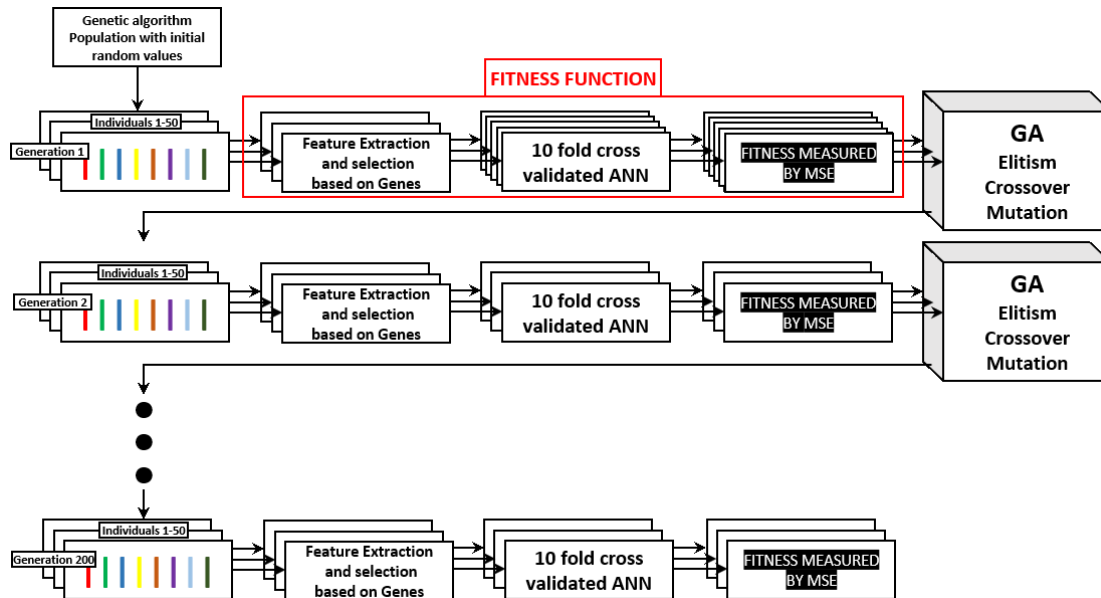 Genetic algorithm
Population with initial
random values
FITNESS FUNCTION
Individuals 1-50
Generation 1
Feature Extraction
and selection
based on Genes
10 fold cross
validated ANN
FITNESS MEASURED
BY MSE
GA
Elitism
Crossover
Mutation
Individuals 1-50
Generation 2
Feature Extraction
and selection
based on Genes
10 fold cross
validated ANN
FITNESS MEASURED
BY MSE
GA
Elitism
Crossover
Mutation
Individuals 1-50
Generation 200
Feature Extraction
and selection
based on Genes
10 fold cross
validated ANN
FITNESS MEASURED
BY MSE